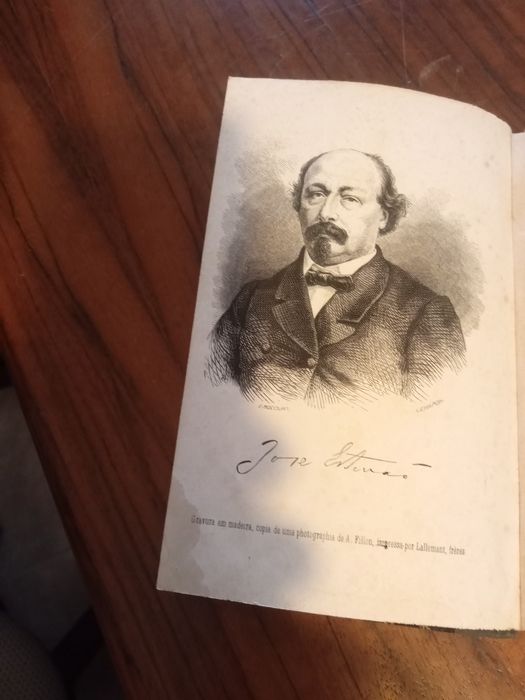 José Estevão
Gravura em madeira, copia de uma photographia de A. Fillon, impressa por Lallemant, frères